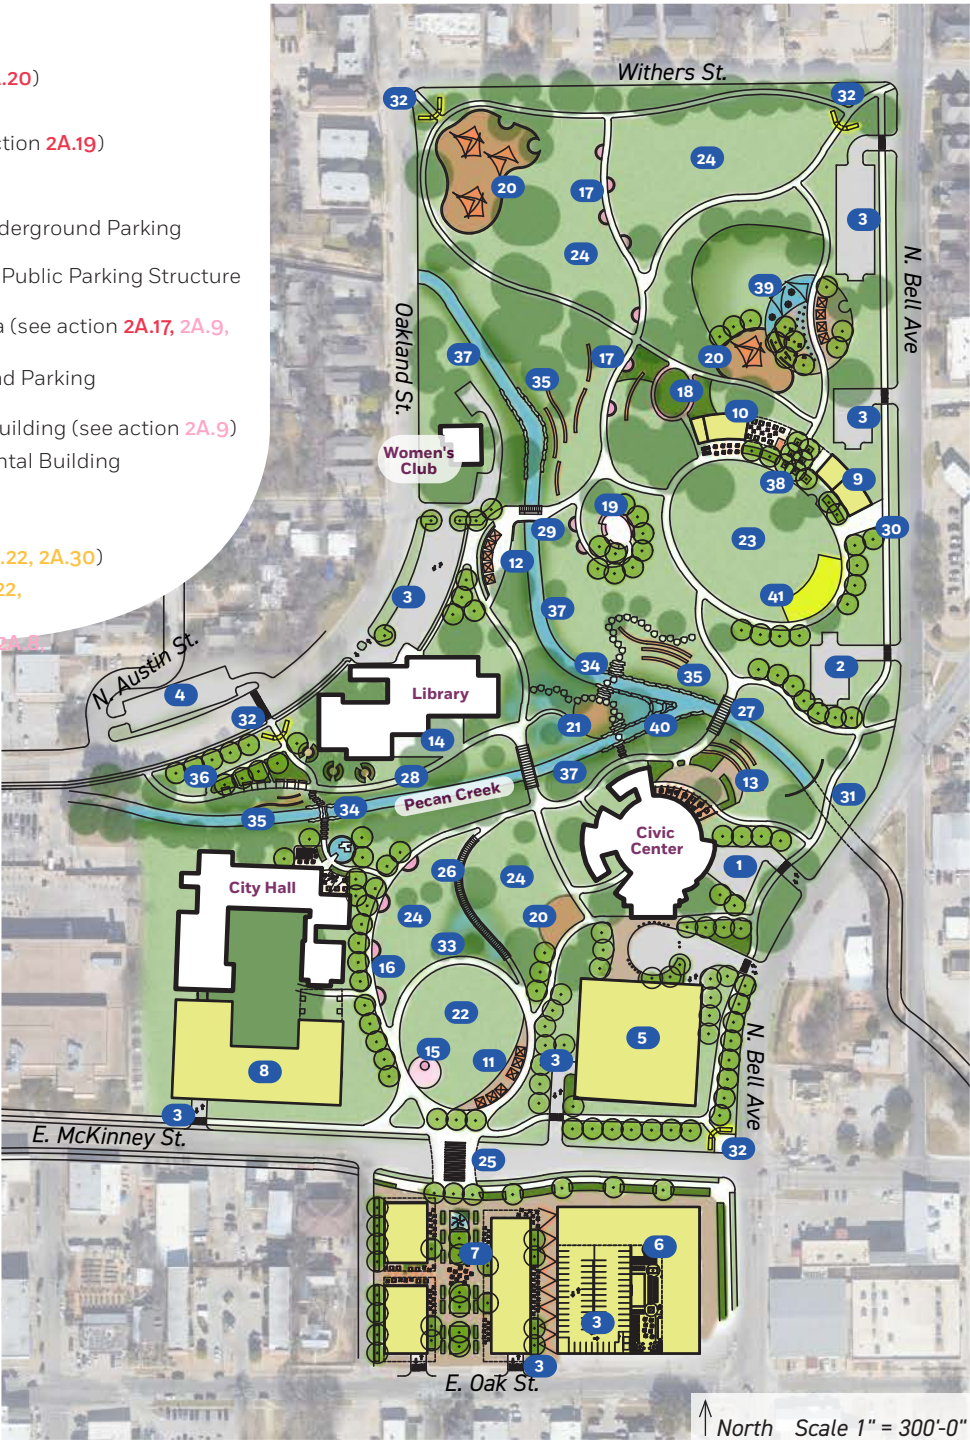 .20)
tion 2A.19)
derground Parking
Public Parking Structure
a (see action 2A.17, 2A.9,
nd Parking
uilding (see action 2A.9)
ntal Building
.22, 2A.30)
22,
2A.8,
Withers St.
32
32
24
20
17
3
24
N. Bell Ave
39
Oakland St.
37
17
20
35
18
10
3
Women's
Club
38
9
19
29
23
30
12
3
37
41
N. Austin St.
34
35
2
4
Library
32
21
40
27
14
36
28
37
13
Pecan Creek
31
35
34
Civic
Center
26
24
1
City Hall
24
20
33
16
22
5
15
11
3
N. Bell Ave
8
3
E. McKinney St.
25
32
7
6
3
3
E. Oak St.
North Scale 1" = 300'-0"